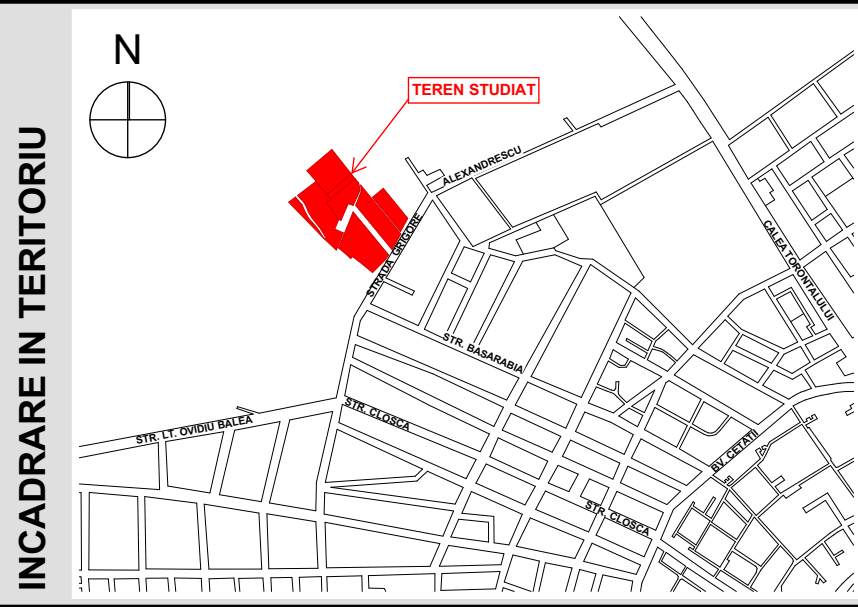 INCADRARE IN TERITORIU
N
TEREN STUDIAT
ALEXANDRESCU
STRADA GRIGORE
CALEA TORONTALULUI
STR. BASARABIA
STR. CLOSCA
STR. LT. OVIDIU BALEA
BV. CETATII
STR. CLOSCA